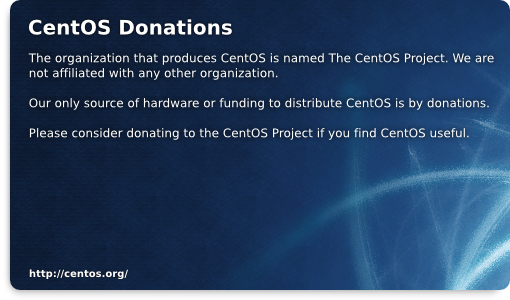 CentOS Donations
The organization that produces CentOS is named The CentOS Project. We are
not affiliated with any other organization.
Our only source of hardware or funding to distribute CentOS is by donations.
Please consider donating to the CentOS Project if you find CentOS useful.
http://centos.org/